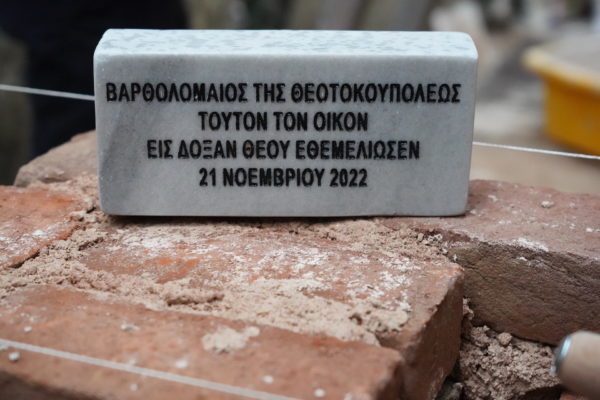 ΒΑΡΘΟΛΟΜΑΙΟΣ ΤΗΣ ΘΕΟΤΟΚΟΥΠΟΛΕΩΣ
ΤΟΥΤΟΝ ΤΟΝ ΟΙΚΟΝ
ΕΙΣ ΔΟΞΑΝ ΘΕΟΥ ΕΘΕΜΕΛΙΩΣΕΝ
21 ΝΟΕΜΒΡΙΟΥ 2022